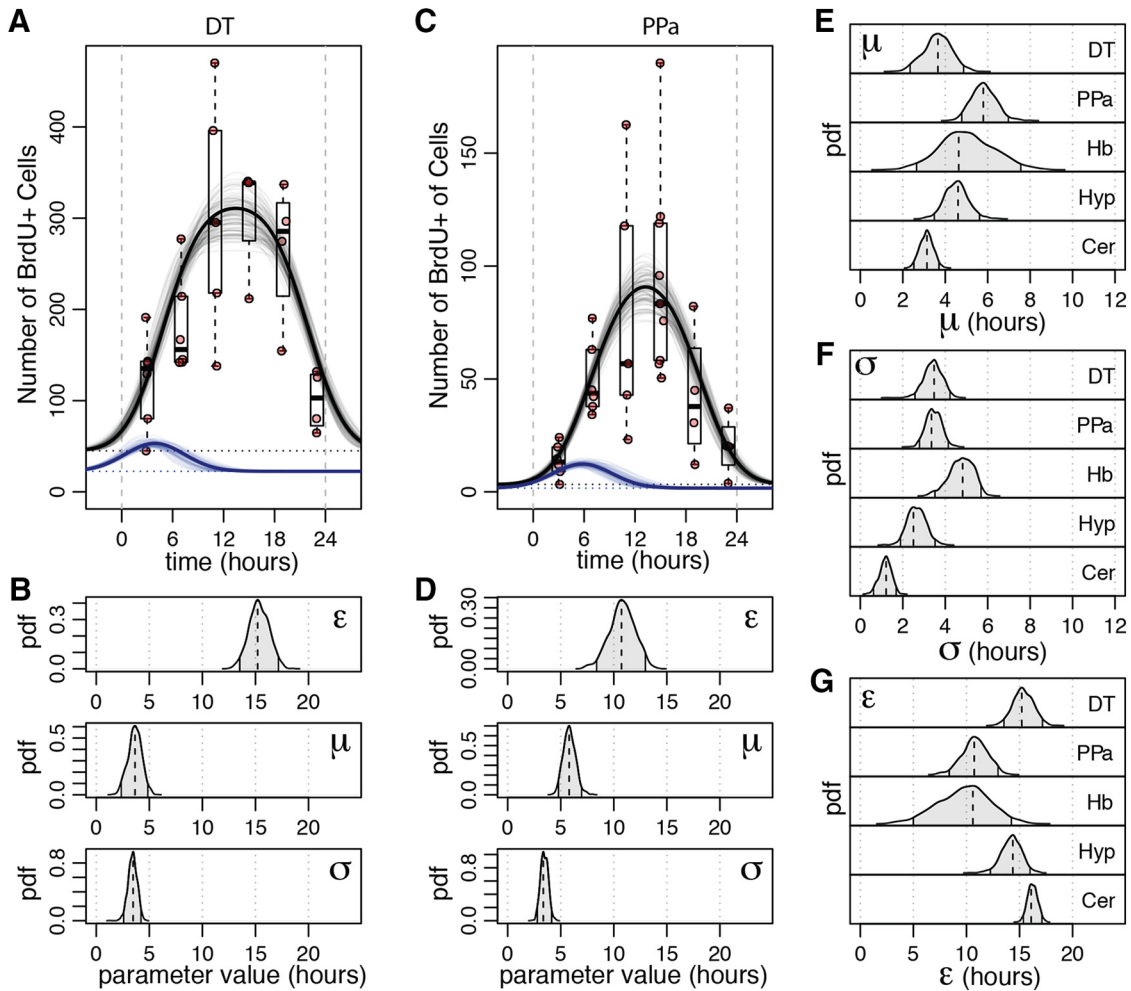 A
DT
Number of BrdU+ Cells
0 100 200 300 400
0 6 12 18 24
time (hours)
B
pdf
0.0 0.3
ε
0 5 10 15 20
pdf
0.0 0.5
μ
0 5 10 15 20
pdf
0.0 0.8
σ
0 5 10 15 20
parameter value (hours)
C
PPa
Number of BrdU+ of Cells
0 50 100 150
0 6 12 18 24
time (hours)
D
pdf
0.00 0.30
ε
0 5 10 15 20
pdf
0.0 0.5
μ
0 5 10 15 20
pdf
0.0 0.8
σ
0 5 10 15 20
parameter value (hours)
E
μ
pdf
DT
PPa
Hb
Hyp
Cer
0 2 4 6 8 10 12
μ (hours)
F
σ
pdf
DT
PPa
Hb
Hyp
Cer
0 2 4 6 8 10 12
σ (hours)
G
ε
pdf
DT
PPa
Hb
Hyp
Cer
0 5 10 15 20
ε (hours)